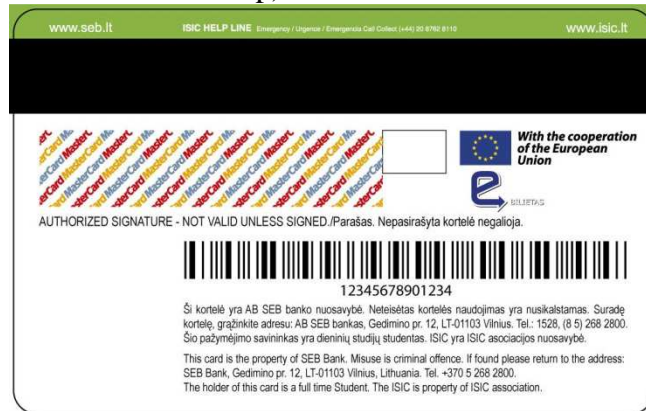 www.seb.lt ISIC HELP LINE Emergency / Urgence / Emergencia Call Collect (+44) 20 8762 8110 www.isic.lt
MasterCard MasterCard MasterCard MasterCard
With the cooperation
of the European
Union
e BILIETAS
AUTHORIZED SIGNATURE - NOT VALID UNLESS SIGNED./Parašas. Nepasirašyta kortelė negalioja.
12345678901234
Ši kortelė yra AB SEB banko nuosavybė. Neteisėtas kortelės naudojimas yra nusikalstamas. Suradę
kortelę, grąžinkite adresu: AB SEB bankas, Gedimino pr. 12, LT-01103 Vilnius. Tel.: 1528, (8 5) 268 2800.
Šio pažymėjimo savininkas yra dieninių studijų studentas. ISIC yra ISIC asociacijos nuosavybė.
This card is the property of SEB Bank. Misuse is criminal offence. If found please return to the address:
SEB Bank, Gedimino pr. 12, LT-01103 Vilnius, Lithuania. Tel. +370 5 268 2800.
The holder of this card is a full time Student. The ISIC is property of ISIC association.